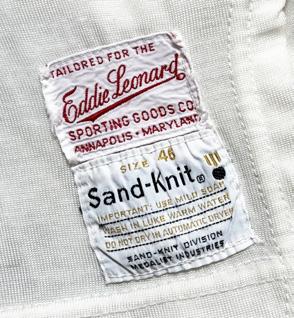 TAILORED FOR THE
Eddie Leonard
SPORTING GOODS CO.
ANNAPOLIS • MARYLAND
SIZE 46
Sand-Knit®
IMPORTANT: USE MILD SOAP
WASH IN LUKE WARM WATER
DO NOT DRY IN AUTOMATIC DRYER
SAND-KNIT DIVISION
MEDALIST INDUSTRIES